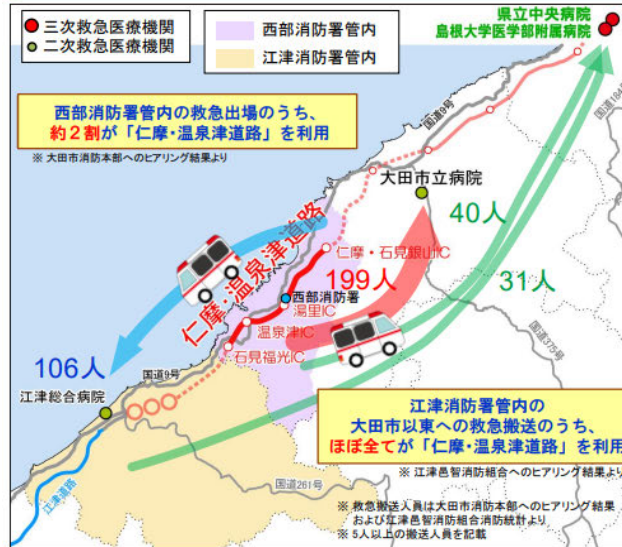 三次救急医療機関
二次救急医療機関
西部消防署管内
江津消防署管内
県立中央病院
島根大学医学部附属病院
西部消防署管内の救急出場のうち、
約2割が「仁摩・温泉津道路」を利用
※ 大田市消防本部へのヒアリング結果より
国道9号
国道184号
大田市立病院
40人
31人
仁摩・温泉津道路
仁摩・石見銀山IC
199人
西部消防署
湯里IC
温泉津IC
石見福光IC
国道375号
106人
国道9号
江津総合病院
江津道路
国道261号
江津消防署管内の
大田市以東への救急搬送のうち、
ほぼ全てが「仁摩・温泉津道路」を利用
※ 江津邑智消防組合へのヒアリング結果より
※ 救急搬送人員は大田市消防本部へのヒアリング結果
および江津邑智消防組合消防統計より
※ 5人以上の搬送人員を記載